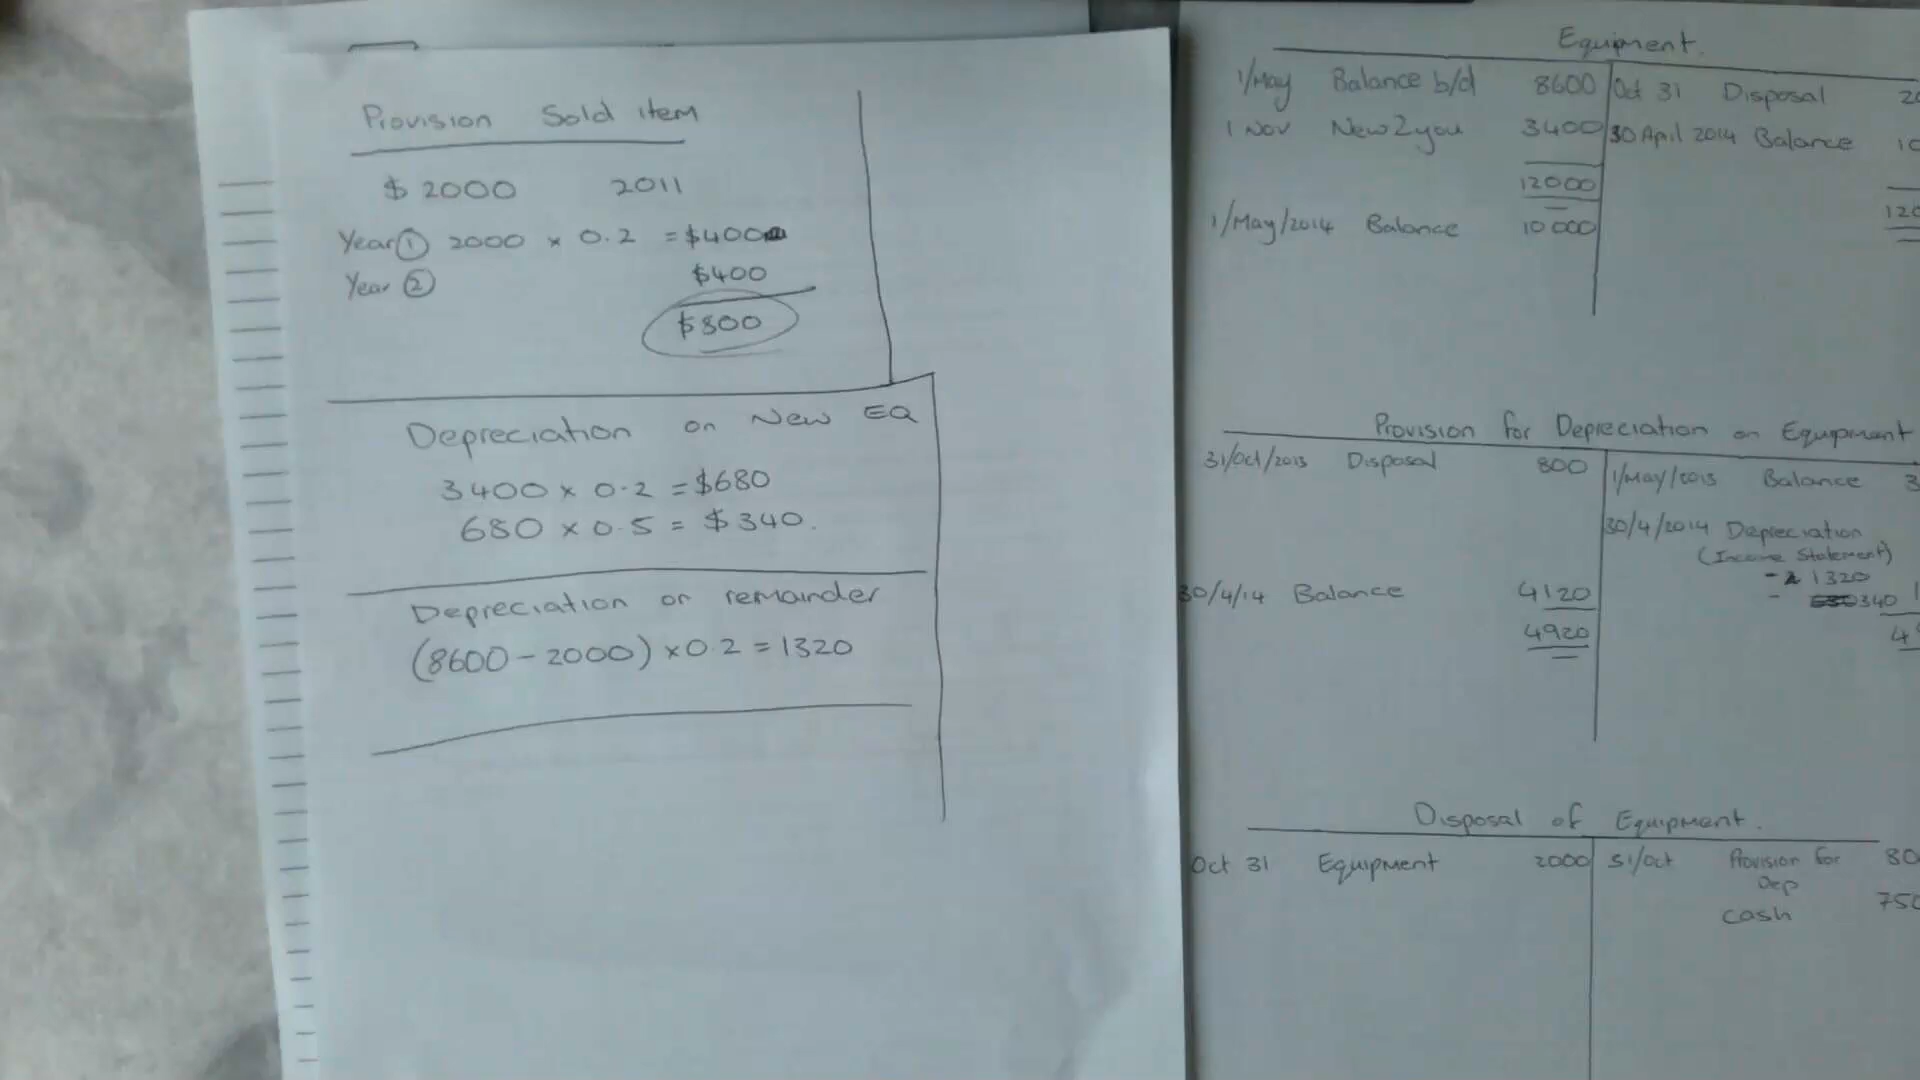 Provision Sold item
$ 2000 2011
Year ① 2000 × 0.2 = $400
Year ② $400
$800
Depreciation on New EQ
3400 × 0.2 = $680
680 × 0.5 = $340.
Depreciation on remainder
(8600 - 2000) × 0.2 = 1320
Equipment.
1/May Balance b/d 8600 Oct 31 Disposal
1 Nov New2you 3400 30 April 2014 Balance
12000
1/May/2014 Balance 10 000
Provision for Depreciation on Equipment
31/Oct/2013 Disposal 800 1/May/2013 Balance
30/4/2014 Depreciation
(Income Statement)
- 1320
- 340
30/4/14 Balance 4120
4920
Disposal of Equipment.
Oct 31 Equipment 2000 31/Oct Provision for
Dep
cash